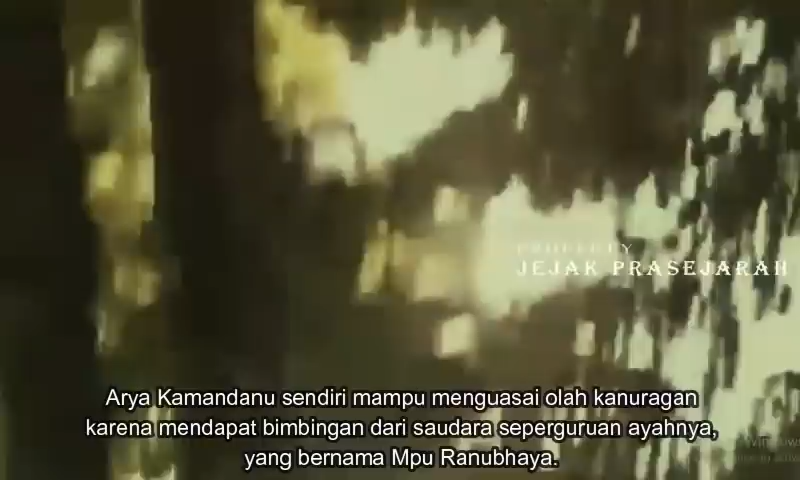 PROPERTY
JEJAK PRASEJARAH
Arya Kamandanu sendiri mampu menguasai olah kanuragan
karena mendapat bimbingan dari saudara seperguruan ayahnya,
yang bernama Mpu Ranubhaya.